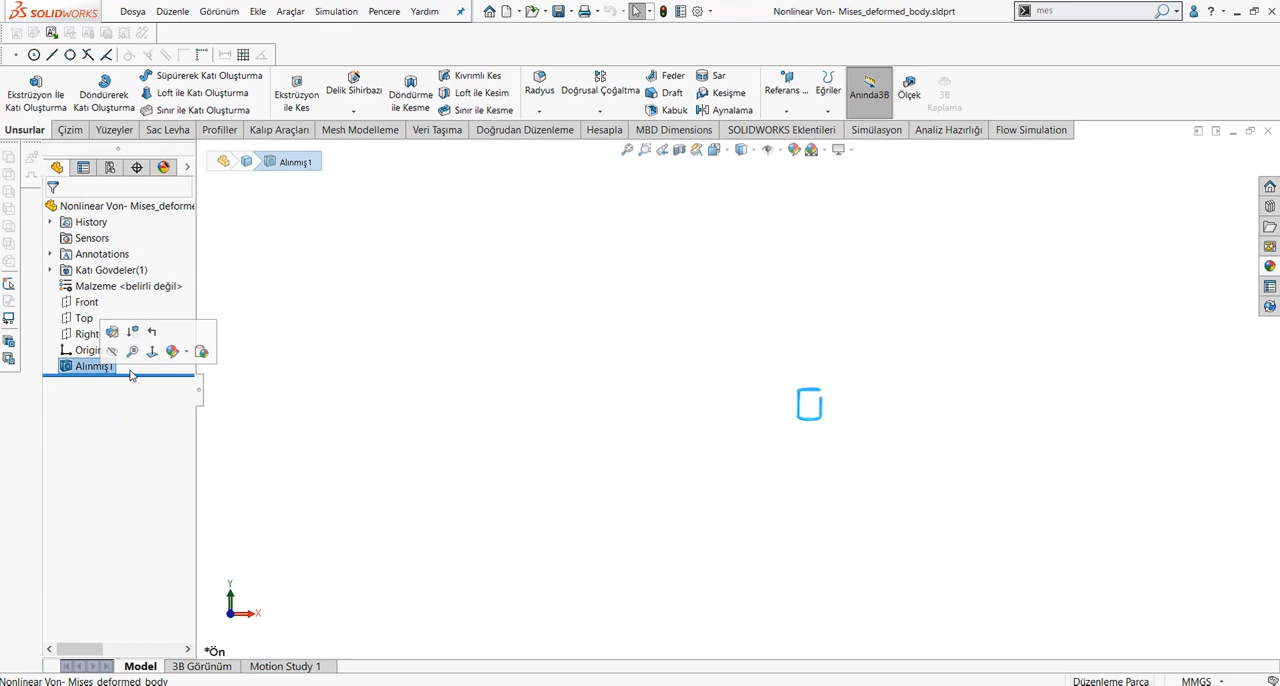 SOLIDWORKS
Dosya Düzenle Görünüm Ekle Araçlar Simulation Pencere Yardım
Nonlinear Von- Mises_deformed_body.sldprt
mes
Ekstrüzyon İle Katı Oluşturma
Döndürerek Katı Oluşturma
Süpürerek Katı Oluşturma
Loft ile Katı Oluşturma
Sınır ile Katı Oluşturma
Ekstrüzyon ile Kes
Delik Sihirbazı
Döndürme ile Kesme
Kıvrımlı Kes
Loft ile Kesim
Sınır ile Kesme
Radyus
Doğrusal Çoğaltma
Feder
Draft
Kabuk
Sar
Kesişme
Aynalama
Referans ...
Eğriler
Anında3B
Ölçek
3B Kaplama
Unsurlar Çizim Yüzeyler Sac Levha Profiller Kalıp Araçları Mesh Modelleme Veri Taşıma Doğrudan Düzenleme Hesapla MBD Dimensions SOLIDWORKS Eklentileri Simülasyon Analiz Hazırlığı Flow Simulation
Alınmış1
Nonlinear Von- Mises_deforme
History
Sensors
Annotations
Katı Gövdeler(1)
Malzeme <belirli değil>
Front
Top
Right
Origin
Alınmış1
Y
X
*Ön
Model 3B Görünüm Motion Study 1
Nonlinear Von- Mises_deformed_body
Düzenleme Parça
MMGS